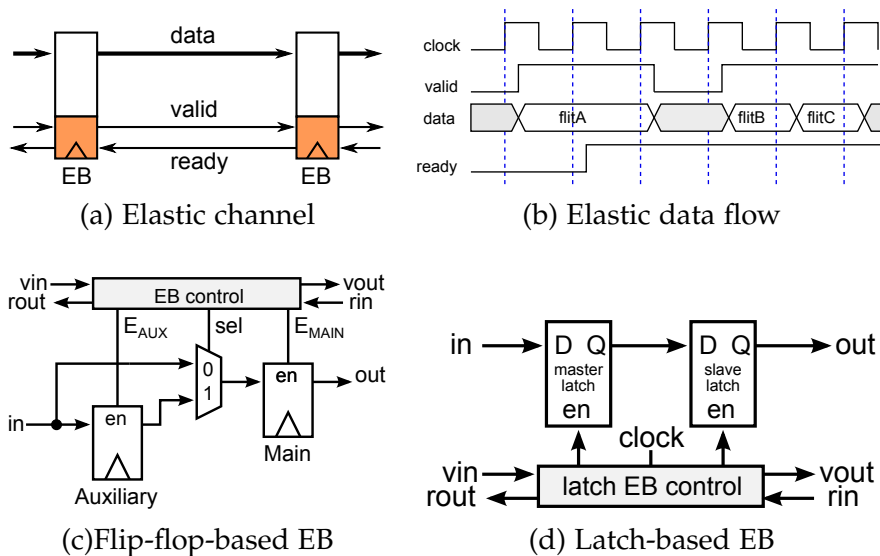 data
valid
ready
EB
EB
(a) Elastic channel
clock
valid
data
flitA
flitB
flitC
ready
(b) Elastic data flow
vin
rout
EB control
vout
rin
E_AUX
sel
E_MAIN
0
1
en
out
in
en
Main
Auxiliary
(c)Flip-flop-based EB
in
D Q
master
latch
en
D Q
slave
latch
en
out
clock
vin
rout
latch EB control
vout
rin
(d) Latch-based EB